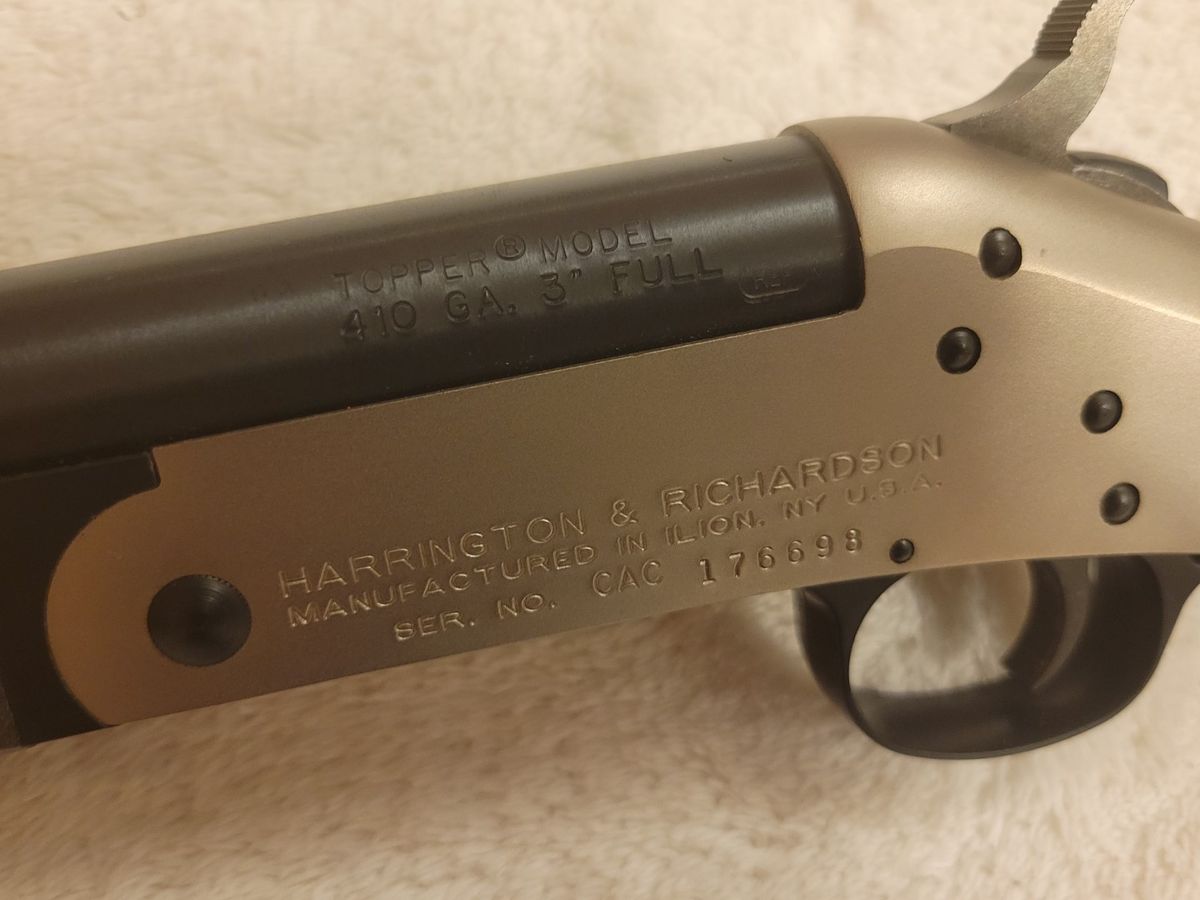 TOPPER® MODEL
410 GA. 3" FULL
HARRINGTON & RICHARDSON
MANUFACTURED IN ILION, NY U.S.A.
SER. NO. CAC 176698